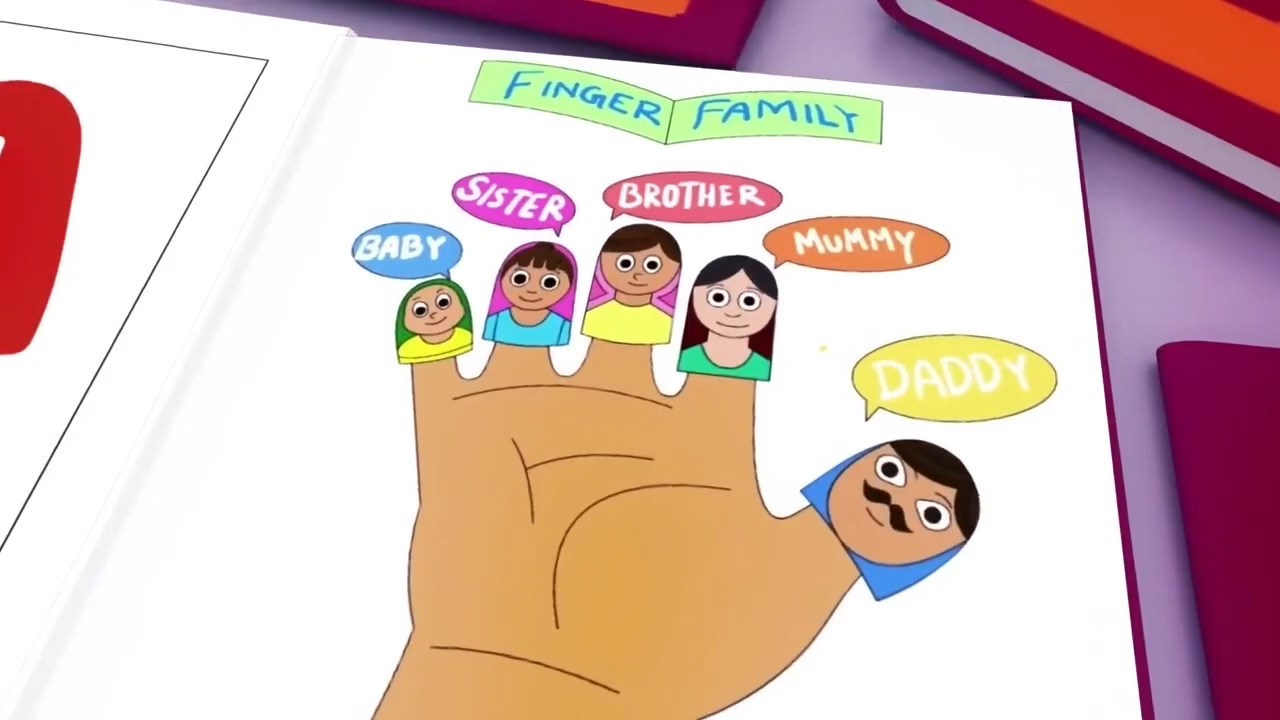 FINGER FAMILY
SISTER
BROTHER
BABY
MUMMY
DADDY